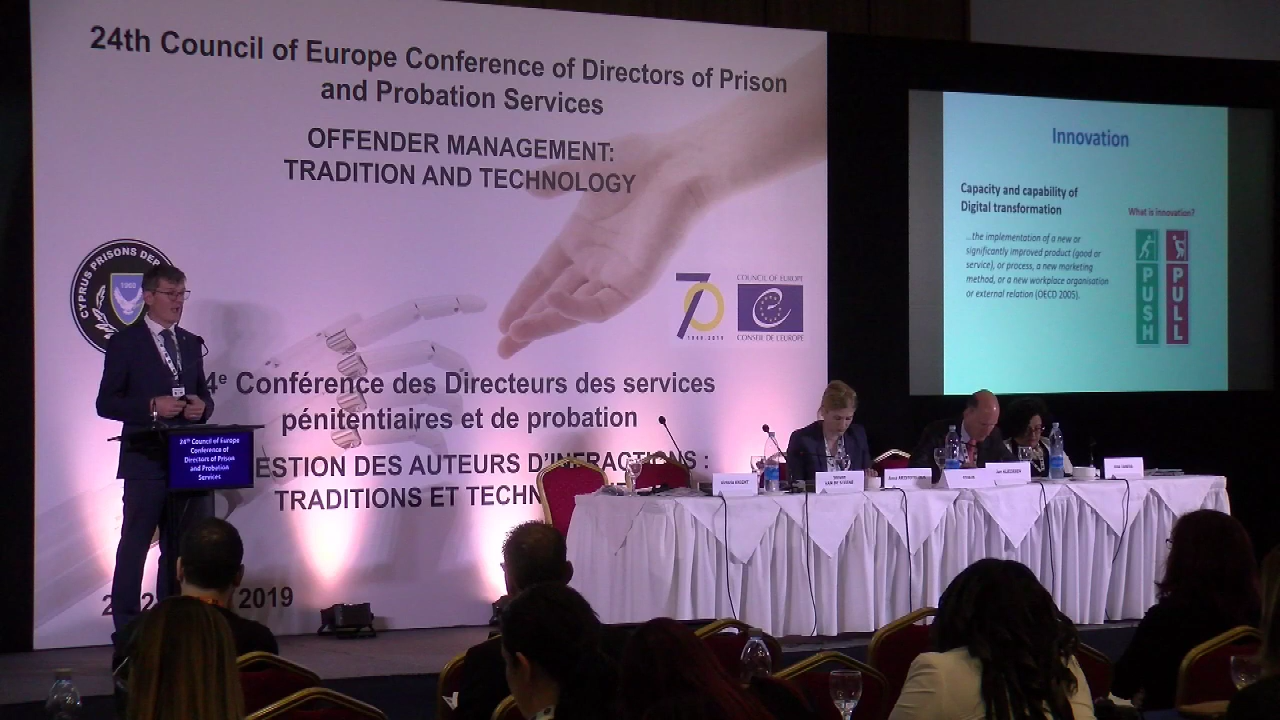 24th Council of Europe Conference of Directors of Prison
and Probation Services
OFFENDER MANAGEMENT:
TRADITION AND TECHNOLOGY
CYPRUS PRISONS DEP
1960
70
1949-2019
COUNCIL OF EUROPE
CONSEIL DE L'EUROPE
4e Conférence des Directeurs des services
pénitentiaires et de probation
ESTION DES AUTEURS D'INFRACTIONS :
TRADITIONS ET TECHN
2019
24th Council of Europe
Conference of
Directors of Prison
and Probation
Services
Innovation
Capacity and capability of
Digital transformation
...the implementation of a new or
significantly improved product (good or
service), or process, a new marketing
method, or a new workplace organisation
or external relation (OECD 2005).
What is innovation?
PUSH
PULL